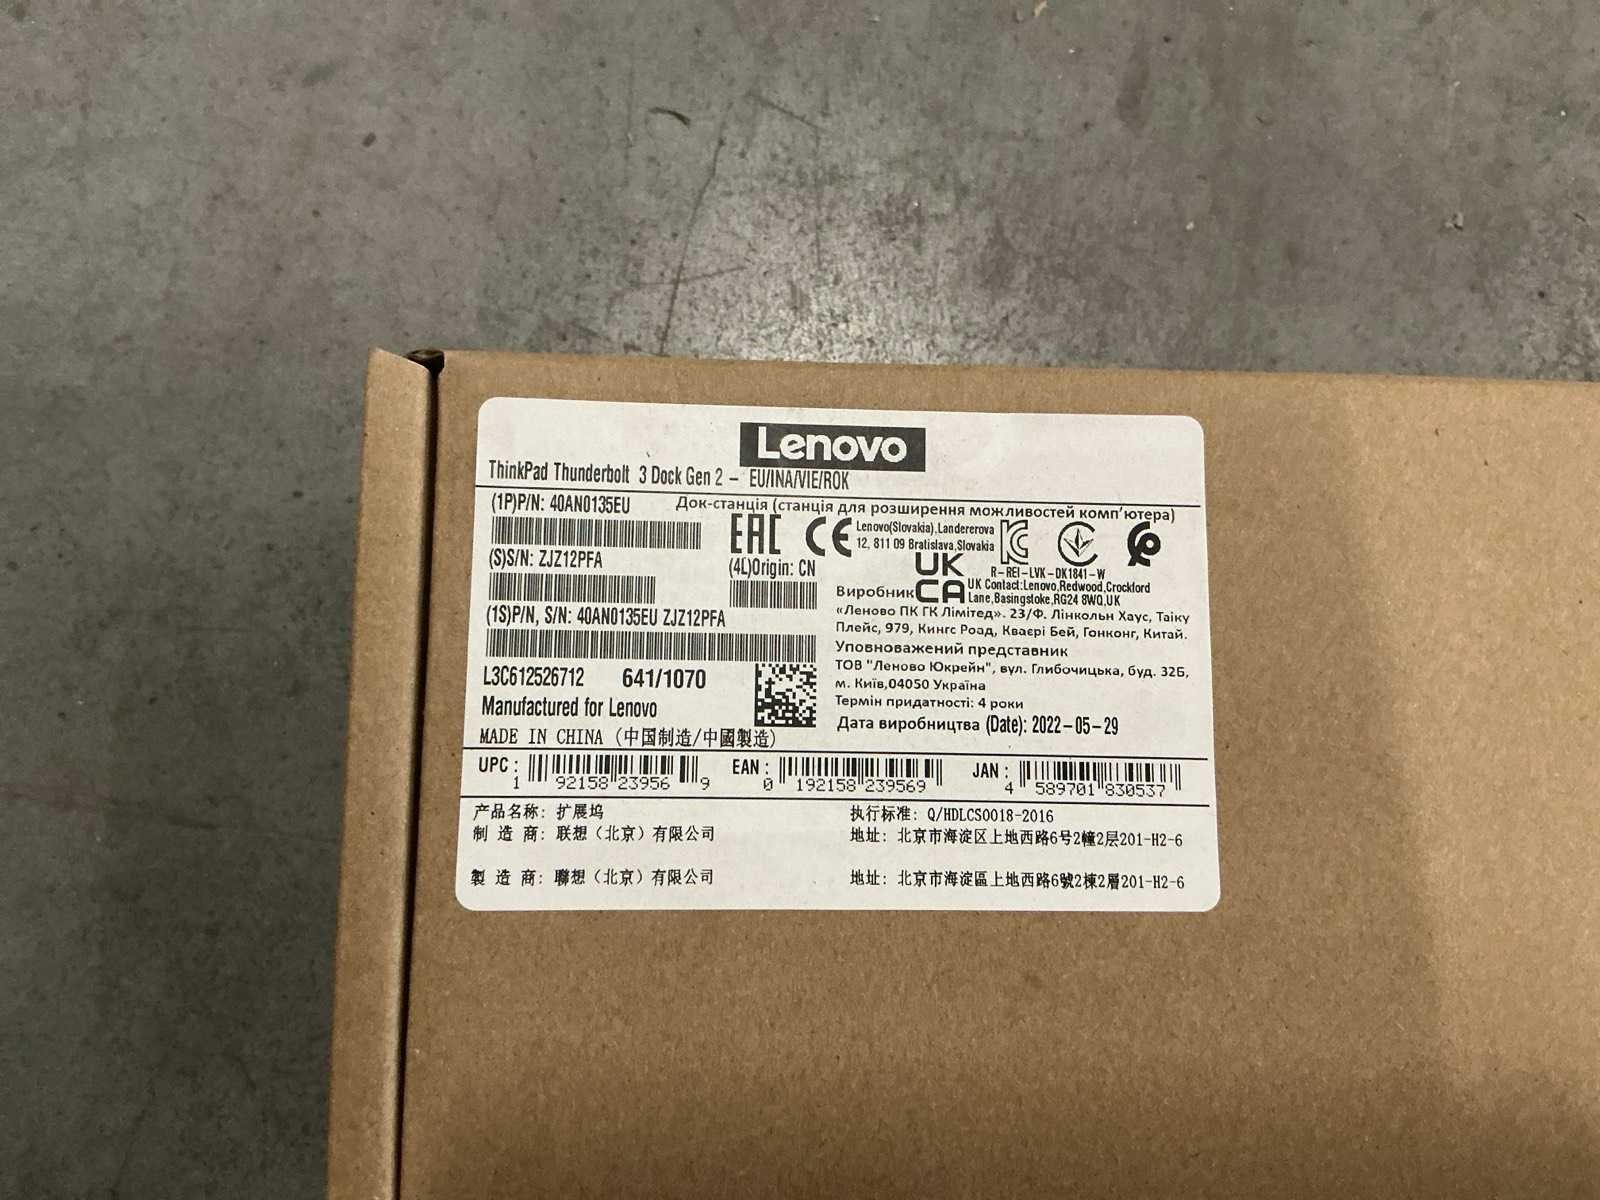 Lenovo
ThinkPad Thunderbolt 3 Dock Gen 2 - EU/INA/VIE/ROK
(1P)P/N: 40AN0135EU
Док-станція (станція для розширення можливостей комп'ютера)
EAC CE
Lenovo(Slovakia),Landererova
12, 811 09 Bratislava,Slovakia
(S)S/N: ZJZ12PFA
(4L)Origin: CN
R-REI-LVK-DK1841-W
UK
CA
UK Contact:Lenovo,Redwood,Crockford
Lane,Basingstoke,RG24 8WQ,UK
Виробник
«Леново ПК ГК Лімітед». 23/Ф. Лінкольн Хаус, Таіку
Плейс, 979, Кингс Роад, Кваєрі Бей, Гонконг, Китай.
(1S)P/N, S/N: 40AN0135EU ZJZ12PFA
Уповноважений представник
ТОВ "Леново Юкрейн", вул. Глибочицька, буд. 32Б,
м. Київ,04050 Україна
L3C612526712 641/1070
Термін придатності: 4 роки
Manufactured for Lenovo
Дата виробництва (Date): 2022-05-29
MADE IN CHINA (中国制造/中國製造)
UPC: 1 92158 23956 9
EAN: 0 192158 239569
JAN: 4 589701 830537
产品名称: 扩展坞
执行标准: Q/HDLCS0018-2016
制 造 商: 联想（北京）有限公司
地址: 北京市海淀区上地西路6号2幢2层201-H2-6
製 造 商: 聯想（北京）有限公司
地址: 北京市海淀區上地西路6號2棟2層201-H2-6